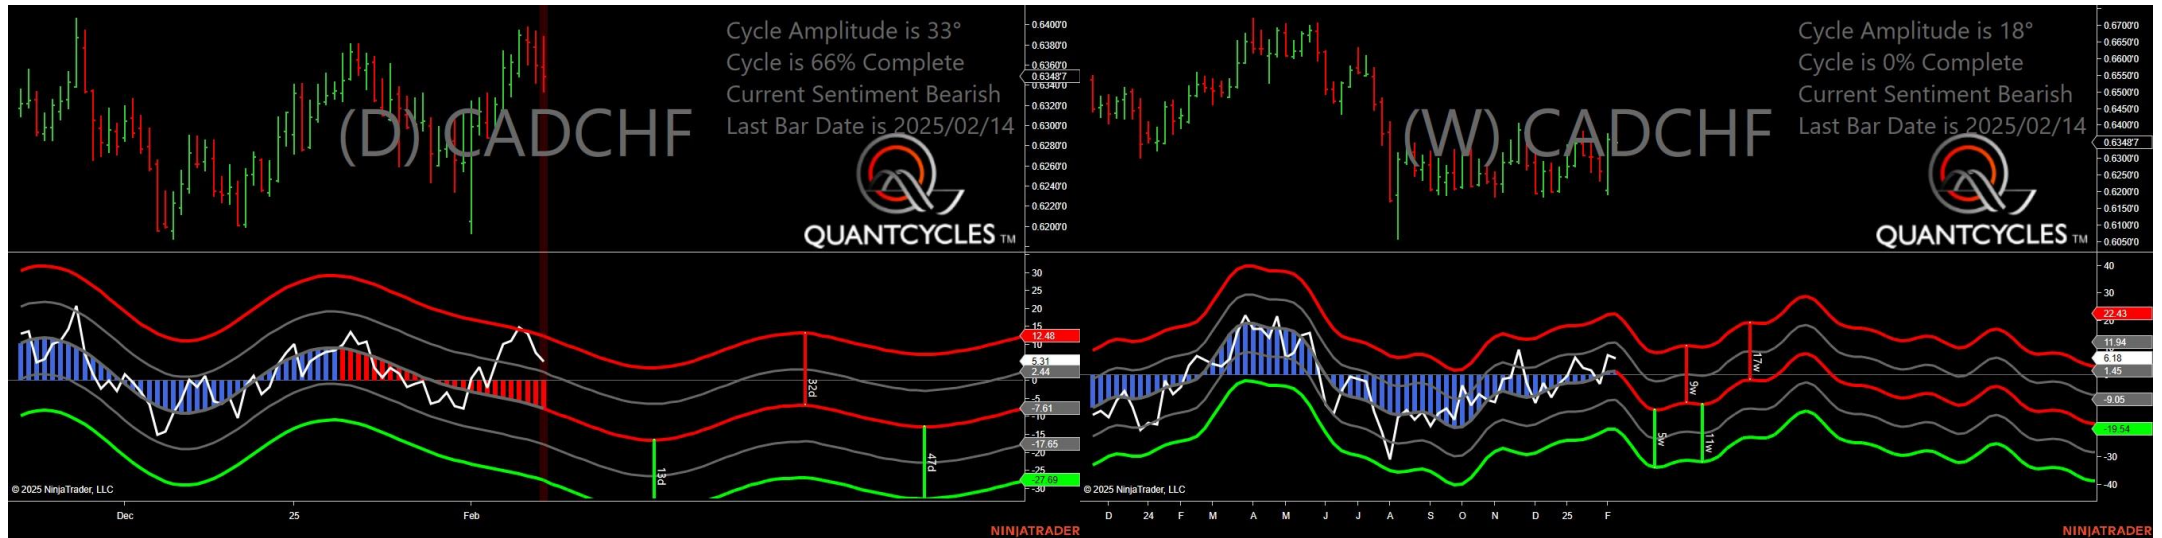 Cycle Amplitude is 33°
Cycle is 66% Complete
Current Sentiment Bearish
Last Bar Date is 2025/02/14
(D) CADCHF
QUANTCYCLES TM
0.6400'0
0.6380'0
0.6360'0
0.6348'7
0.6340'0
0.6320'0
0.6300'0
0.6280'0
0.6260'0
0.6240'0
0.6220'0
0.6200'0
30
25
20
15
12.48
10
5.31
2.44
0
-5
-7.61
-10
-15
-17.65
-20
-25
-27.69
-30
32d
13d
47d
© 2025 NinjaTrader, LLC
Dec 25 Feb
NINJATRADER
Cycle Amplitude is 18°
Cycle is 0% Complete
Current Sentiment Bearish
Last Bar Date is 2025/02/14
(W) CADCHF
QUANTCYCLES TM
0.6700'0
0.6650'0
0.6600'0
0.6550'0
0.6500'0
0.6450'0
0.6400'0
0.6348'7
0.6300'0
0.6250'0
0.6200'0
0.6150'0
0.6100'0
0.6050'0
40
30
22.43
20
11.94
6.18
1.45
-9.05
-19.54
-30
-40
9w
17w
5w
11w
© 2025 NinjaTrader, LLC
D 24 F M A M J J A S O N D 25 F
NINJATRADER